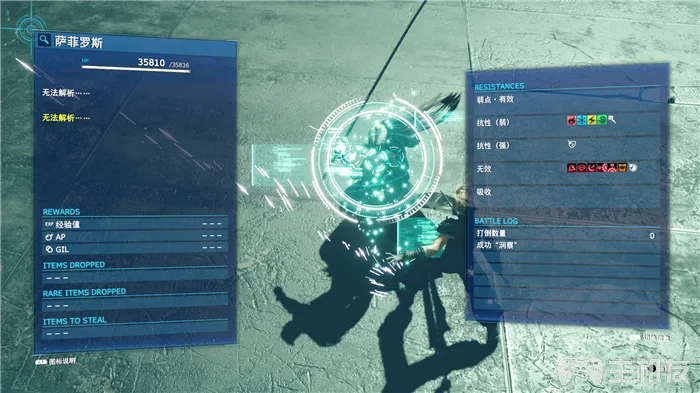 萨菲罗斯
HP 35810 /35836
无法解析……
无法解析……
REWARDS
EXP 经验值 ---
AP ---
GIL ---
ITEMS DROPPED
---
RARE ITEMS DROPPED
---
ITEMS TO STEAL
---
图标说明
RESISTANCES
弱点·有效
抗性（弱）
抗性（强）
无效
吸收
BATTLE LOG
打倒数量 0
成功“洞察”